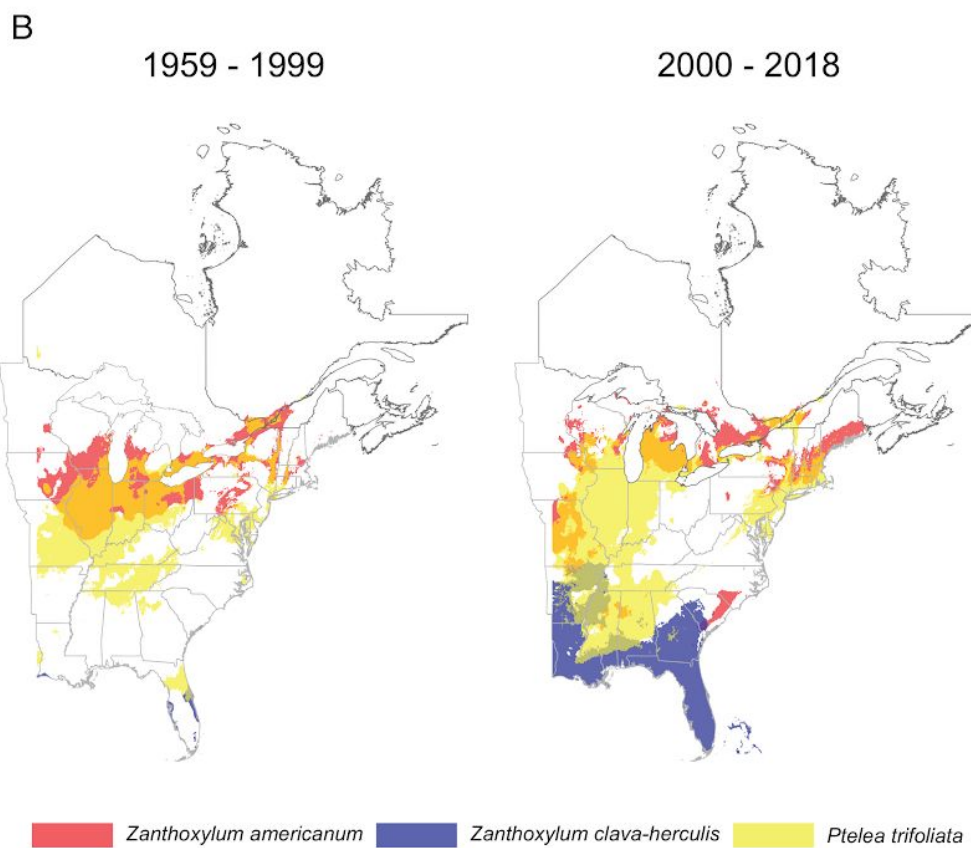 B
1959 - 1999
2000 - 2018
Zanthoxylum americanum
Zanthoxylum clava-herculis
Ptelea trifoliata